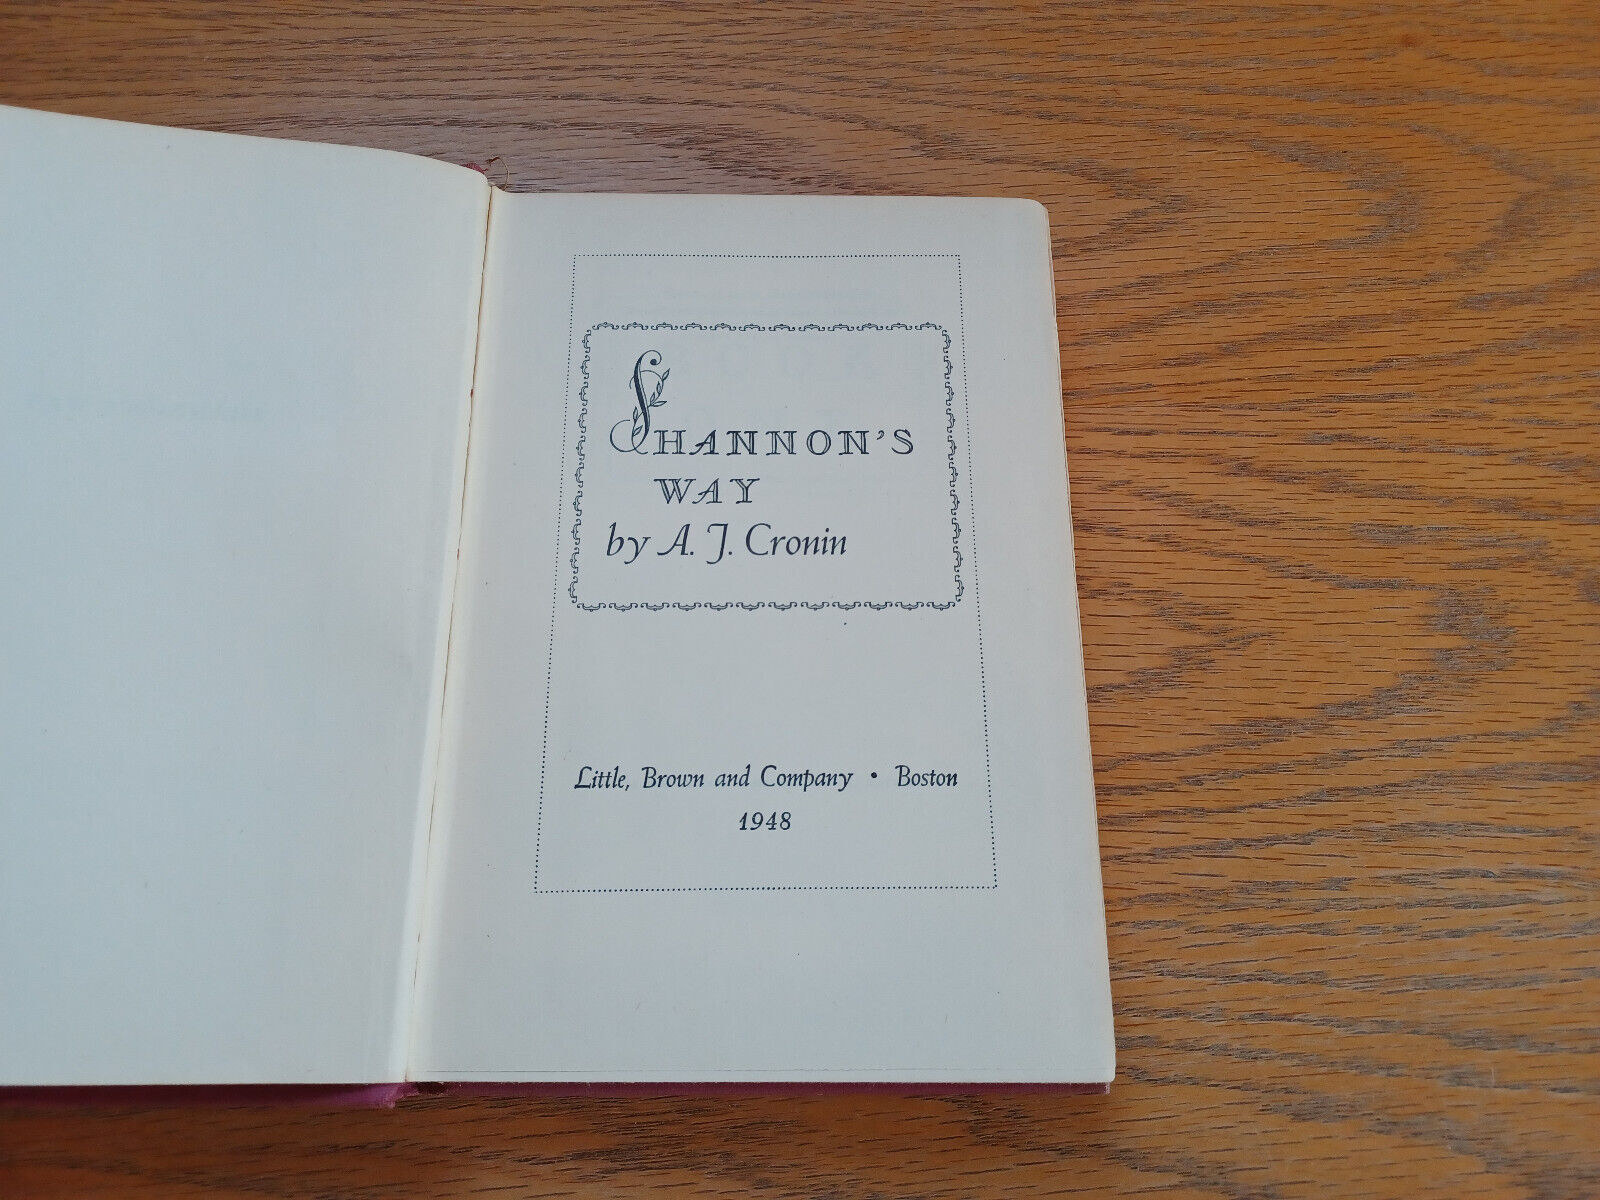 SHANNON'S
WAY
by A. J. Cronin
Little, Brown and Company • Boston
1948